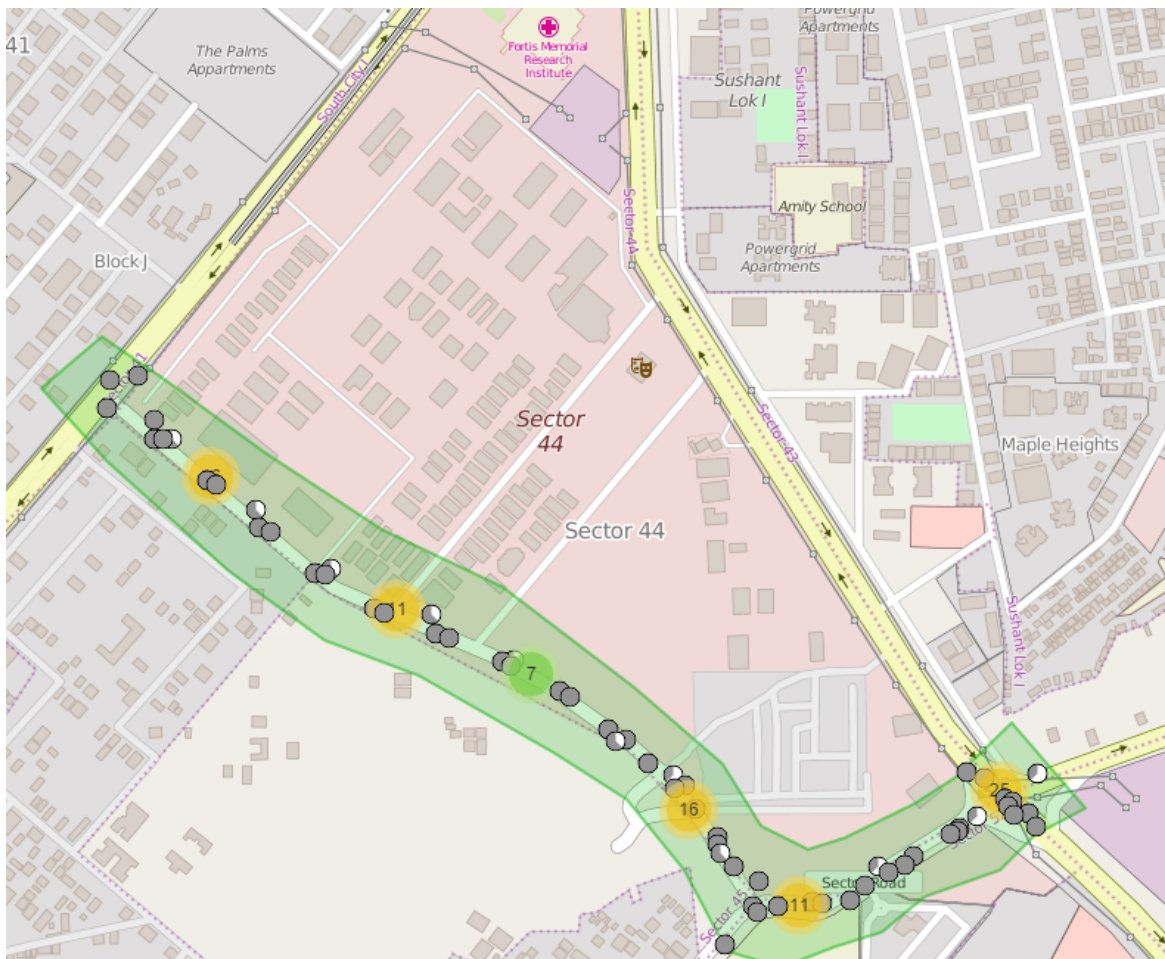 41
The Palms
Appartments
South City I
Fortis Memorial
Research
Institute
Powergrid
Apartments
Sushant
Lok I
Sushant Lok I
Amity School
Sector 44
Powergrid
Apartments
Block J
Sector
44
Sector 43
Maple Heights
Sector 44
Sushant Lok I
11
7
16
25
11
Sector Road
Sector 45